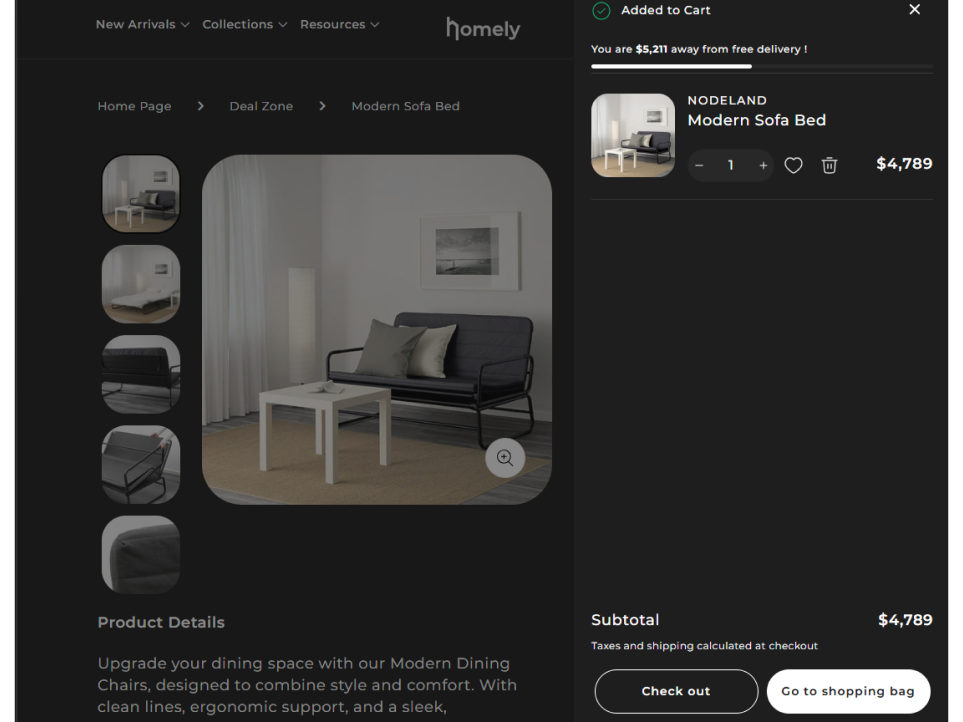 New Arrivals Collections Resources
homely
Home Page > Deal Zone > Modern Sofa Bed
Product Details
Upgrade your dining space with our Modern Dining
Chairs, designed to combine style and comfort. With
clean lines, ergonomic support, and a sleek,
Added to Cart
You are $5,211 away from free delivery !
NODELAND
Modern Sofa Bed
− 1 +
$4,789
Subtotal $4,789
Taxes and shipping calculated at checkout
Check out
Go to shopping bag